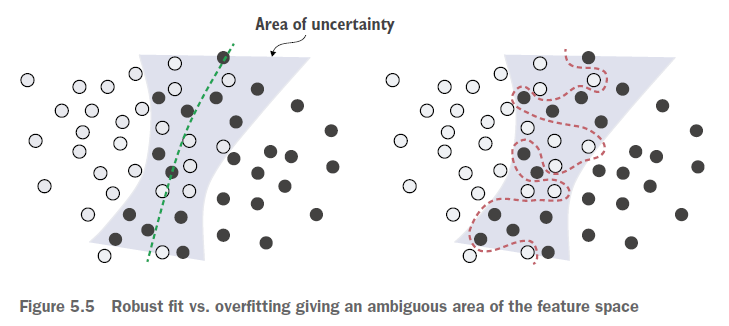 Area of uncertainty
Figure 5.5 Robust fit vs. overfitting giving an ambiguous area of the feature space